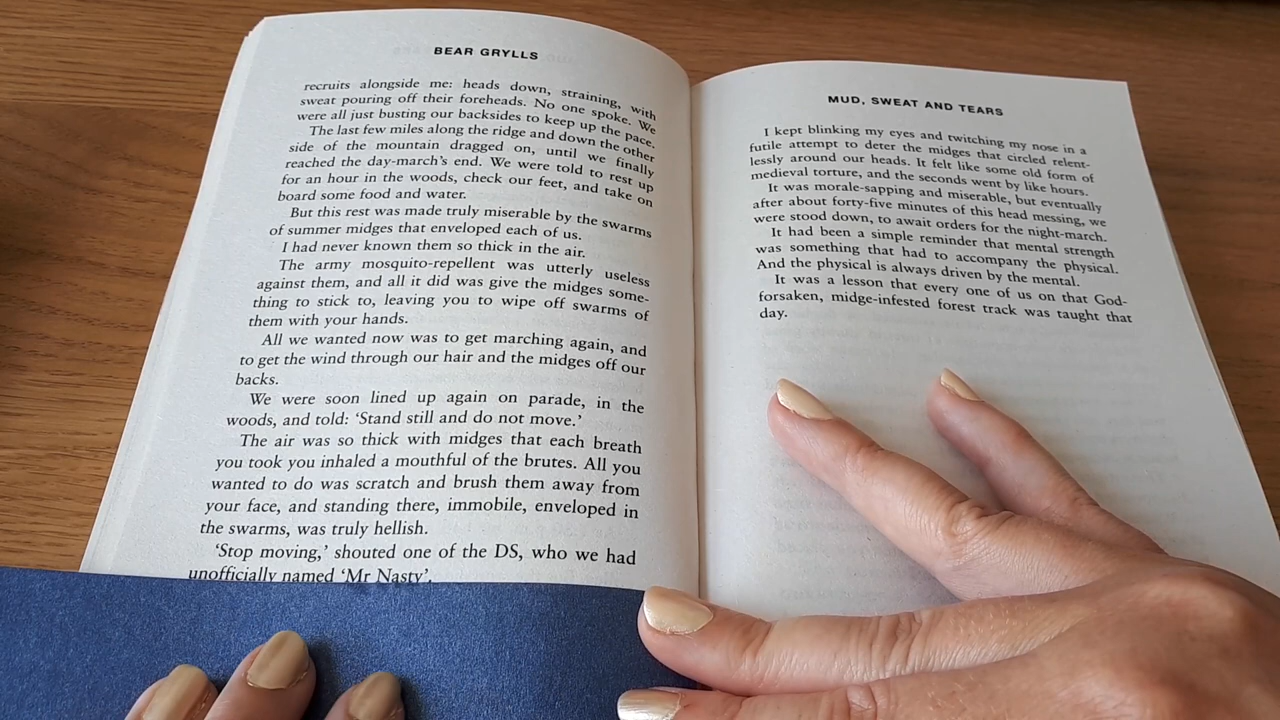 BEAR GRYLLS
recruits alongside me: heads down, straining, with
sweat pouring off their foreheads. No one spoke. We
were all just busting our backsides to keep up the pace.
The last few miles along the ridge and down the other
side of the mountain dragged on, until we finally
reached the day-march's end. We were told to rest up
for an hour in the woods, check our feet, and take on
board some food and water.
But this rest was made truly miserable by the swarms
of summer midges that enveloped each of us.
I had never known them so thick in the air.
The army mosquito-repellent was utterly useless
against them, and all it did was give the midges some-
thing to stick to, leaving you to wipe off swarms of
them with your hands.
All we wanted now was to get marching again, and
to get the wind through our hair and the midges off our
backs.
We were soon lined up again on parade, in the
woods, and told: 'Stand still and do not move.'
The air was so thick with midges that each breath
you took you inhaled a mouthful of the brutes. All you
wanted to do was scratch and brush them away from
your face, and standing there, immobile, enveloped in
the swarms, was truly hellish.
'Stop moving,' shouted one of the DS, who we had
unofficially named 'Mr Nasty'.
MUD, SWEAT AND TEARS
I kept blinking my eyes and twitching my nose in a
futile attempt to deter the midges that circled relent-
lessly around our heads. It felt like some old form of
medieval torture, and the seconds went by like hours.
It was morale-sapping and miserable, but eventually
after about forty-five minutes of this head messing, we
were stood down, to await orders for the night-march.
It had been a simple reminder that mental strength
was something that had to accompany the physical.
And the physical is always driven by the mental.
It was a lesson that every one of us on that God-
forsaken, midge-infested forest track was taught that
day.